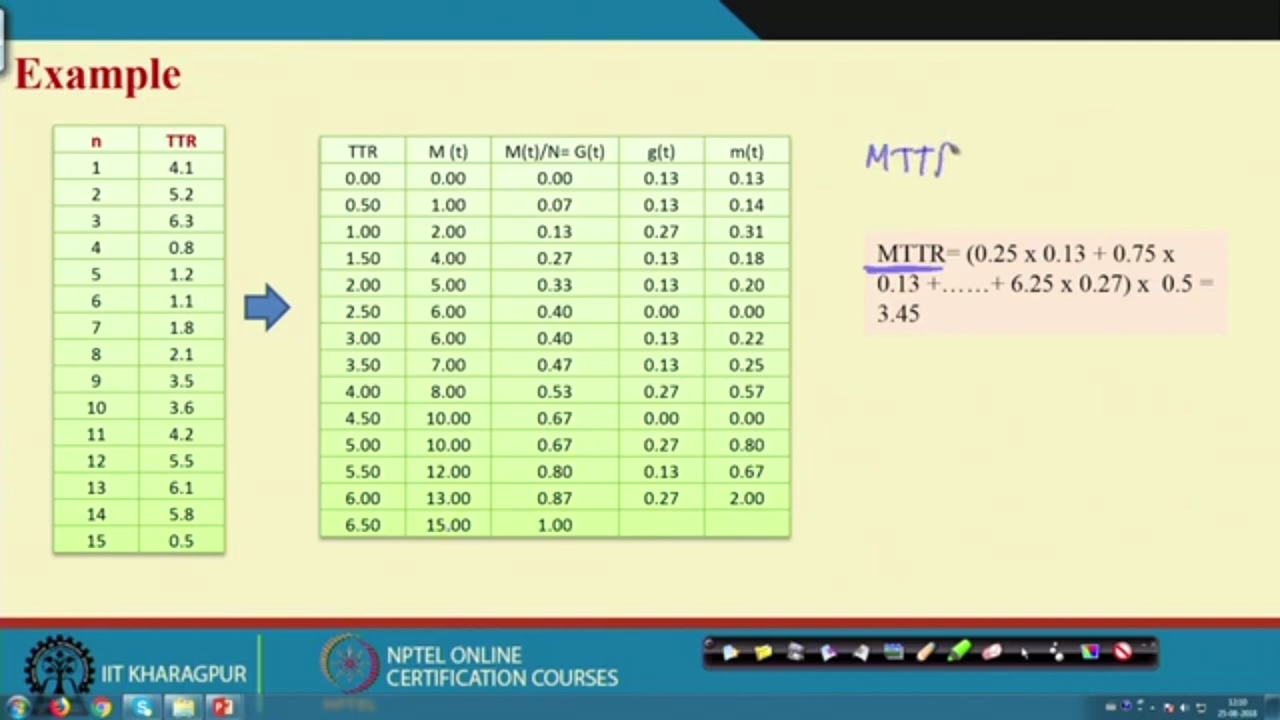 Example
n TTR
1 4.1
2 5.2
3 6.3
4 0.8
5 1.2
6 1.1
7 1.8
8 2.1
9 3.5
10 3.6
11 4.2
12 5.5
13 6.1
14 5.8
15 0.5
TTR M (t) M(t)/N= G(t) g(t) m(t)
0.00 0.00 0.00 0.13 0.13
0.50 1.00 0.07 0.13 0.14
1.00 2.00 0.13 0.27 0.31
1.50 4.00 0.27 0.13 0.18
2.00 5.00 0.33 0.13 0.20
2.50 6.00 0.40 0.00 0.00
3.00 6.00 0.40 0.13 0.22
3.50 7.00 0.47 0.13 0.25
4.00 8.00 0.53 0.27 0.57
4.50 10.00 0.67 0.00 0.00
5.00 10.00 0.67 0.27 0.80
5.50 12.00 0.80 0.13 0.67
6.00 13.00 0.87 0.27 2.00
6.50 15.00 1.00
MTTF
MTTR= (0.25 x 0.13 + 0.75 x
0.13 +……+ 6.25 x 0.27) x 0.5 =
3.45
IIT KHARAGPUR
NPTEL ONLINE
CERTIFICATION COURSES
NPTEL
12:10
25-08-2018